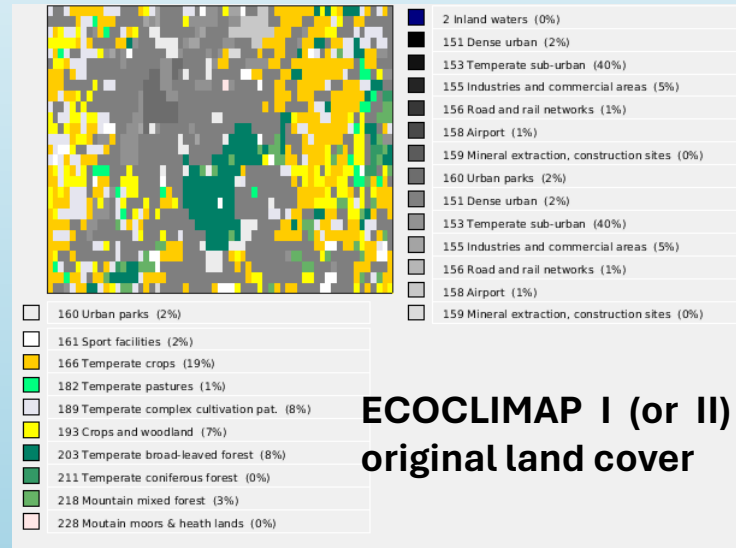 2 Inland waters (0%)
151 Dense urban (2%)
153 Temperate sub-urban (40%)
155 Industries and commercial areas (5%)
156 Road and rail networks (1%)
158 Airport (1%)
159 Mineral extraction, construction sites (0%)
160 Urban parks (2%)
151 Dense urban (2%)
153 Temperate sub-urban (40%)
155 Industries and commercial areas (5%)
156 Road and rail networks (1%)
158 Airport (1%)
159 Mineral extraction, construction sites (0%)
160 Urban parks (2%)
161 Sport facilities (2%)
166 Temperate crops (19%)
182 Temperate pastures (1%)
189 Temperate complex cultivation pat. (8%)
193 Crops and woodland (7%)
203 Temperate broad-leaved forest (8%)
211 Temperate coniferous forest (0%)
218 Mountain mixed forest (3%)
228 Moutain moors & heath lands (0%)
ECOCLIMAP I (or II)
original land cover